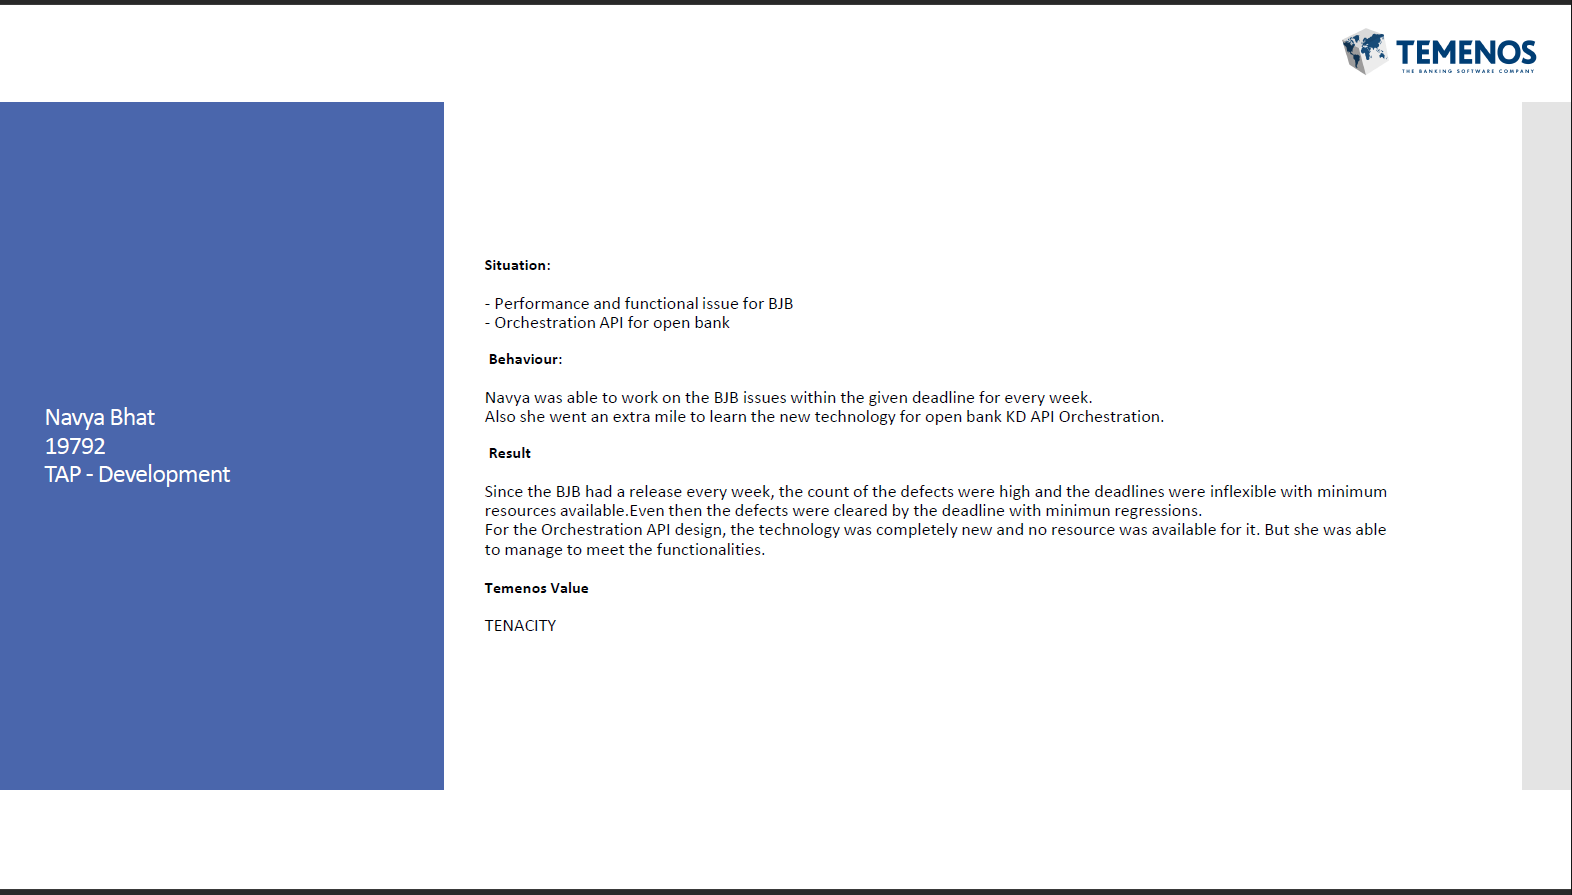 TEMENOS
THE BANKING SOFTWARE COMPANY
Navya Bhat
19792
TAP - Development
Situation:
- Performance and functional issue for BJB
- Orchestration API for open bank
Behaviour:
Navya was able to work on the BJB issues within the given deadline for every week.
Also she went an extra mile to learn the new technology for open bank KD API Orchestration.
Result
Since the BJB had a release every week, the count of the defects were high and the deadlines were inflexible with minimum
resources available.Even then the defects were cleared by the deadline with minimun regressions.
For the Orchestration API design, the technology was completely new and no resource was available for it. But she was able
to manage to meet the functionalities.
Temenos Value
TENACITY